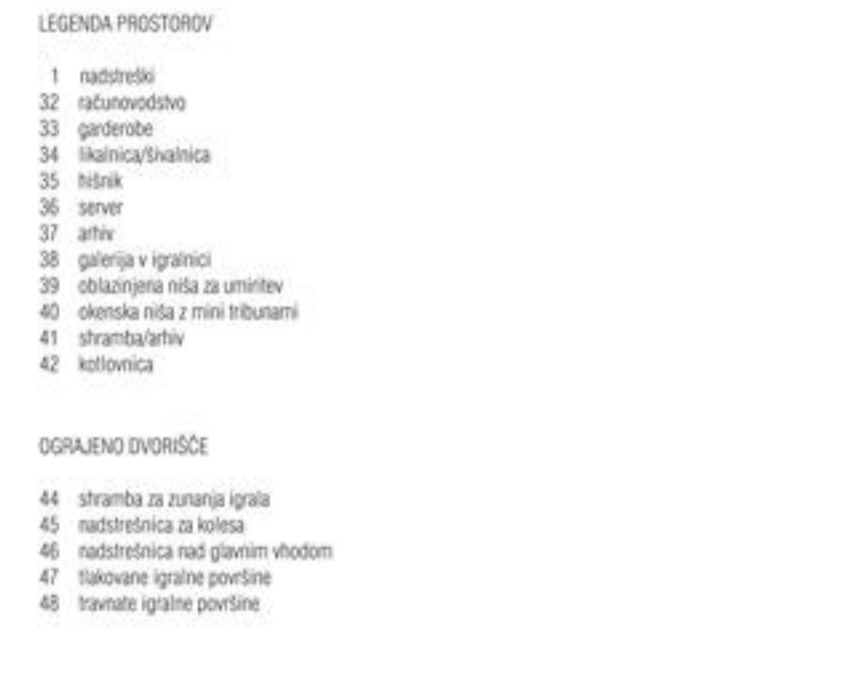 LEGENDA PROSTOROV
1 nadstreški
32 računovodstvo
33 garderobe
34 likalnica/šivalnica
35 hišnik
36 server
37 arhiv
38 galerija v igralnici
39 oblazinjena niša za umiritev
40 okenska niša z mini tribunami
41 shramba/arhiv
42 kotlovnica
OGRAJENO DVORIŠČE
44 shramba za zunanja igrala
45 nadstrešnica za kolesa
46 nadstrešnica nad glavnim vhodom
47 tlakovane igralne površine
48 travnate igralne površine